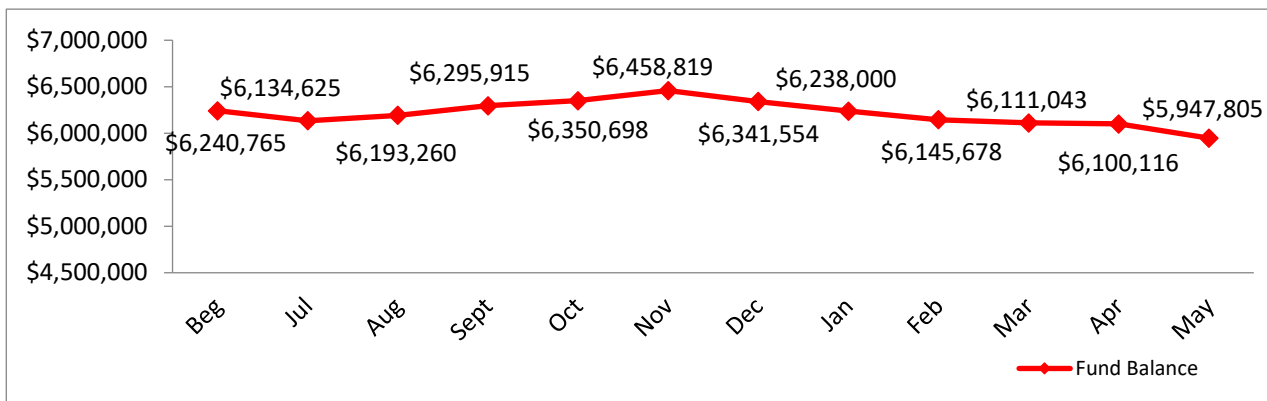 $7,000,000
$6,500,000
$6,000,000
$5,500,000
$5,000,000
$4,500,000
$6,240,765
$6,134,625
$6,193,260
$6,295,915
$6,350,698
$6,458,819
$6,341,554
$6,238,000
$6,145,678
$6,111,043
$6,100,116
$5,947,805
Beg
Jul
Aug
Sept
Oct
Nov
Dec
Jan
Feb
Mar
Apr
May
Fund Balance